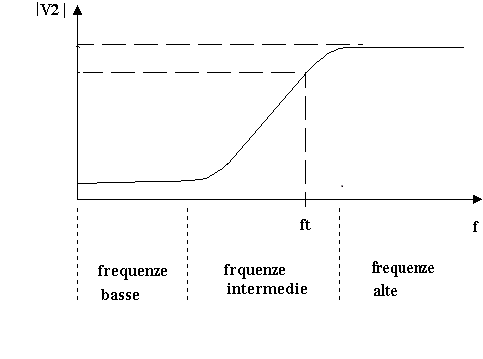 |V2|
ft
f
frequenze
basse
frquenze
intermedie
frequenze
alte